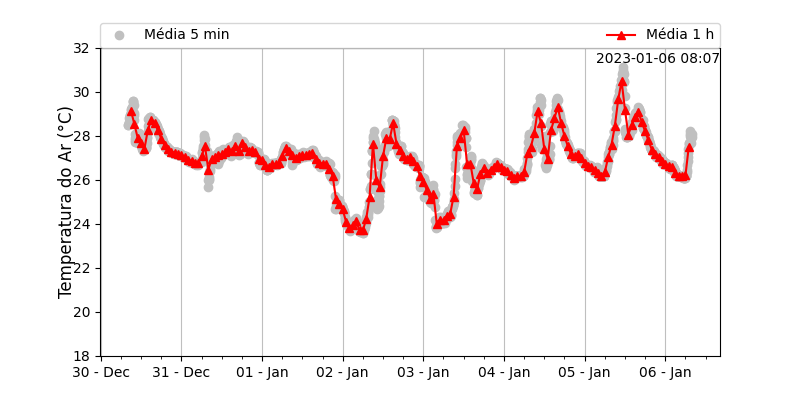 Média 5 min
Média 1 h
2023-01-06 08:07
Temperatura do Ar (°C)
32
30
28
26
24
22
20
18
30 - Dec
31 - Dec
01 - Jan
02 - Jan
03 - Jan
04 - Jan
05 - Jan
06 - Jan